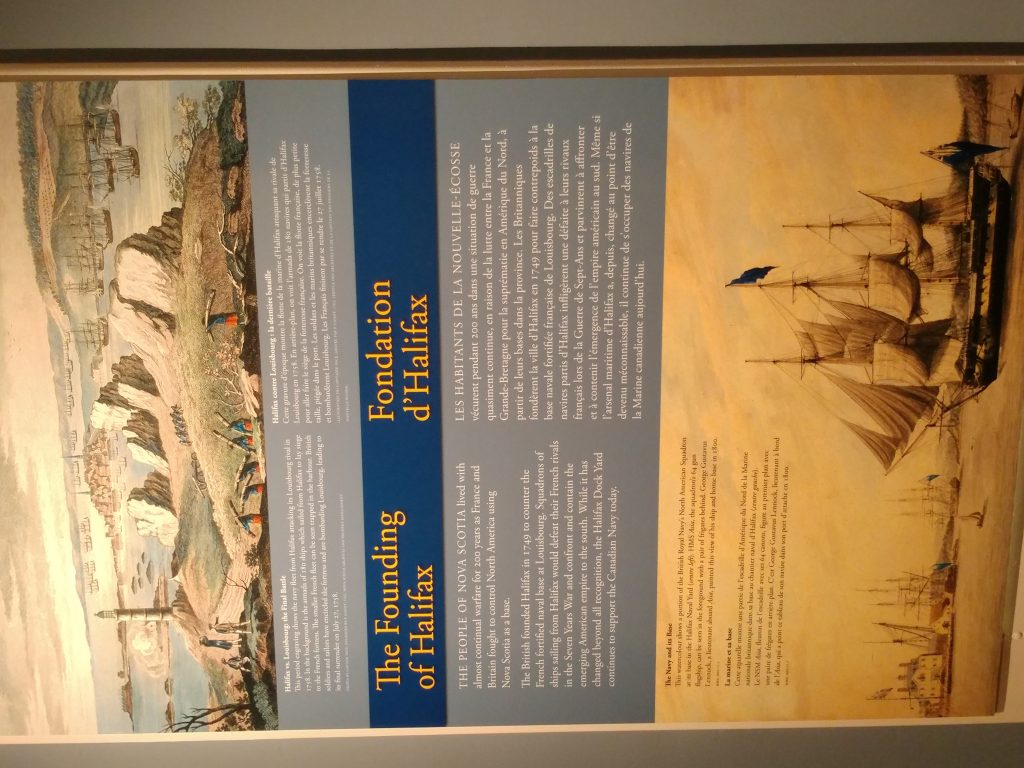 Halifax vs. Louisbourg: the Final Battle
This period engraving shows the navy fleet from Halifax attacking its Louisbourg rival in
1758. In the background is the armada of 180 ships which sailed from Halifax to lay siege
to the French fortress. The smaller French fleet can be seen trapped in the harbour. British
soldiers and sailors have encircled the fortress and are bombarding Louisbourg, leading to
its final surrender on July 27, 1758.
Halifax contre Louisbourg : la dernière bataille
Cette gravure d'époque montre la flotte de la marine d'Halifax attaquant sa rivale de
Louisbourg en 1758. En arrière-plan, on voit l'armada de 180 navires qui partit d'Halifax
pour aller faire le siège de la forteresse française. On voit la flotte française, de plus petite
taille, piégée dans le port. Les soldats et les marins britanniques encerclèrent la forteresse
et bombardèrent Louisbourg. Les Français finirent par se rendre le 27 juillet 1758.
The Founding
of Halifax
Fondation
d'Halifax
THE PEOPLE OF NOVA SCOTIA lived with
almost continual warfare for 200 years as France and
Britain fought to control North America using
Nova Scotia as a base.
The British founded Halifax in 1749 to counter the
French fortified naval base at Louisbourg. Squadrons of
ships sailing from Halifax would defeat their French rivals
in the Seven Years War and confront and contain the
emerging American empire to the south. While it has
changed beyond all recognition, the Halifax Dock Yard
continues to support the Canadian Navy today.
LES HABITANTS DE LA NOUVELLE-ÉCOSSE
vécurent pendant 200 ans dans une situation de guerre
quasiment continue, en raison de la lutte entre la France et la
Grande-Bretagne pour la suprématie en Amérique du Nord, à
partir de leurs bases dans la province. Les Britanniques
fondèrent la ville d'Halifax en 1749 pour faire contrepoids à la
base navale fortifiée française de Louisbourg. Des escadrilles de
navires partis d'Halifax infligèrent une défaite à leurs rivaux
français lors de la Guerre de Sept-Ans et parvinrent à affronter
et à contenir l'émergence de l'empire américain au sud. Même si
l'arsenal maritime d'Halifax a, depuis, changé au point d'être
devenu méconnaissable, il continue de s'occuper des navires de
la Marine canadienne aujourd'hui.
The Navy and its Base
This watercolour shows a portion of the British Royal Navy's North American Squadron
at its base in the Halifax Naval Yard (centre left). HMS Asia, the squadron's 64 gun
flagship, can be seen in the foreground with a pair of frigates behind. George Gustavus
Lennock, a lieutenant aboard Asia, painted this view of his ship and home base in 1800.
La marine et sa base
Cette aquarelle montre une partie de l'escadrille d'Amérique du Nord de la Marine
nationale britannique dans sa base au chantier naval d'Halifax (centre gauche).
Le NSM Asia, fleuron de l'escadrille avec ses 64 canons, figure au premier plan avec
une paire de frégates en arrière-plan. C'est George Gustavus Lennock, lieutenant à bord
de l'Asia, qui a peint ce tableau de son navire dans son port d'attache en 1800.